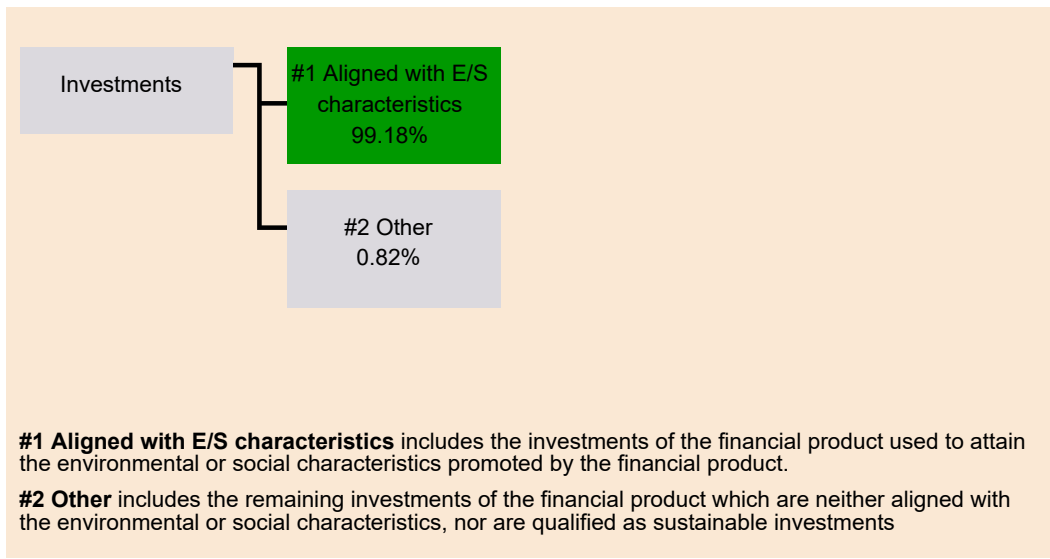 Investments
#1 Aligned with E/S
characteristics
99.18%
#2 Other
0.82%
#1 Aligned with E/S characteristics includes the investments of the financial product used to attain
the environmental or social characteristics promoted by the financial product.
#2 Other includes the remaining investments of the financial product which are neither aligned with
the environmental or social characteristics, nor are qualified as sustainable investments